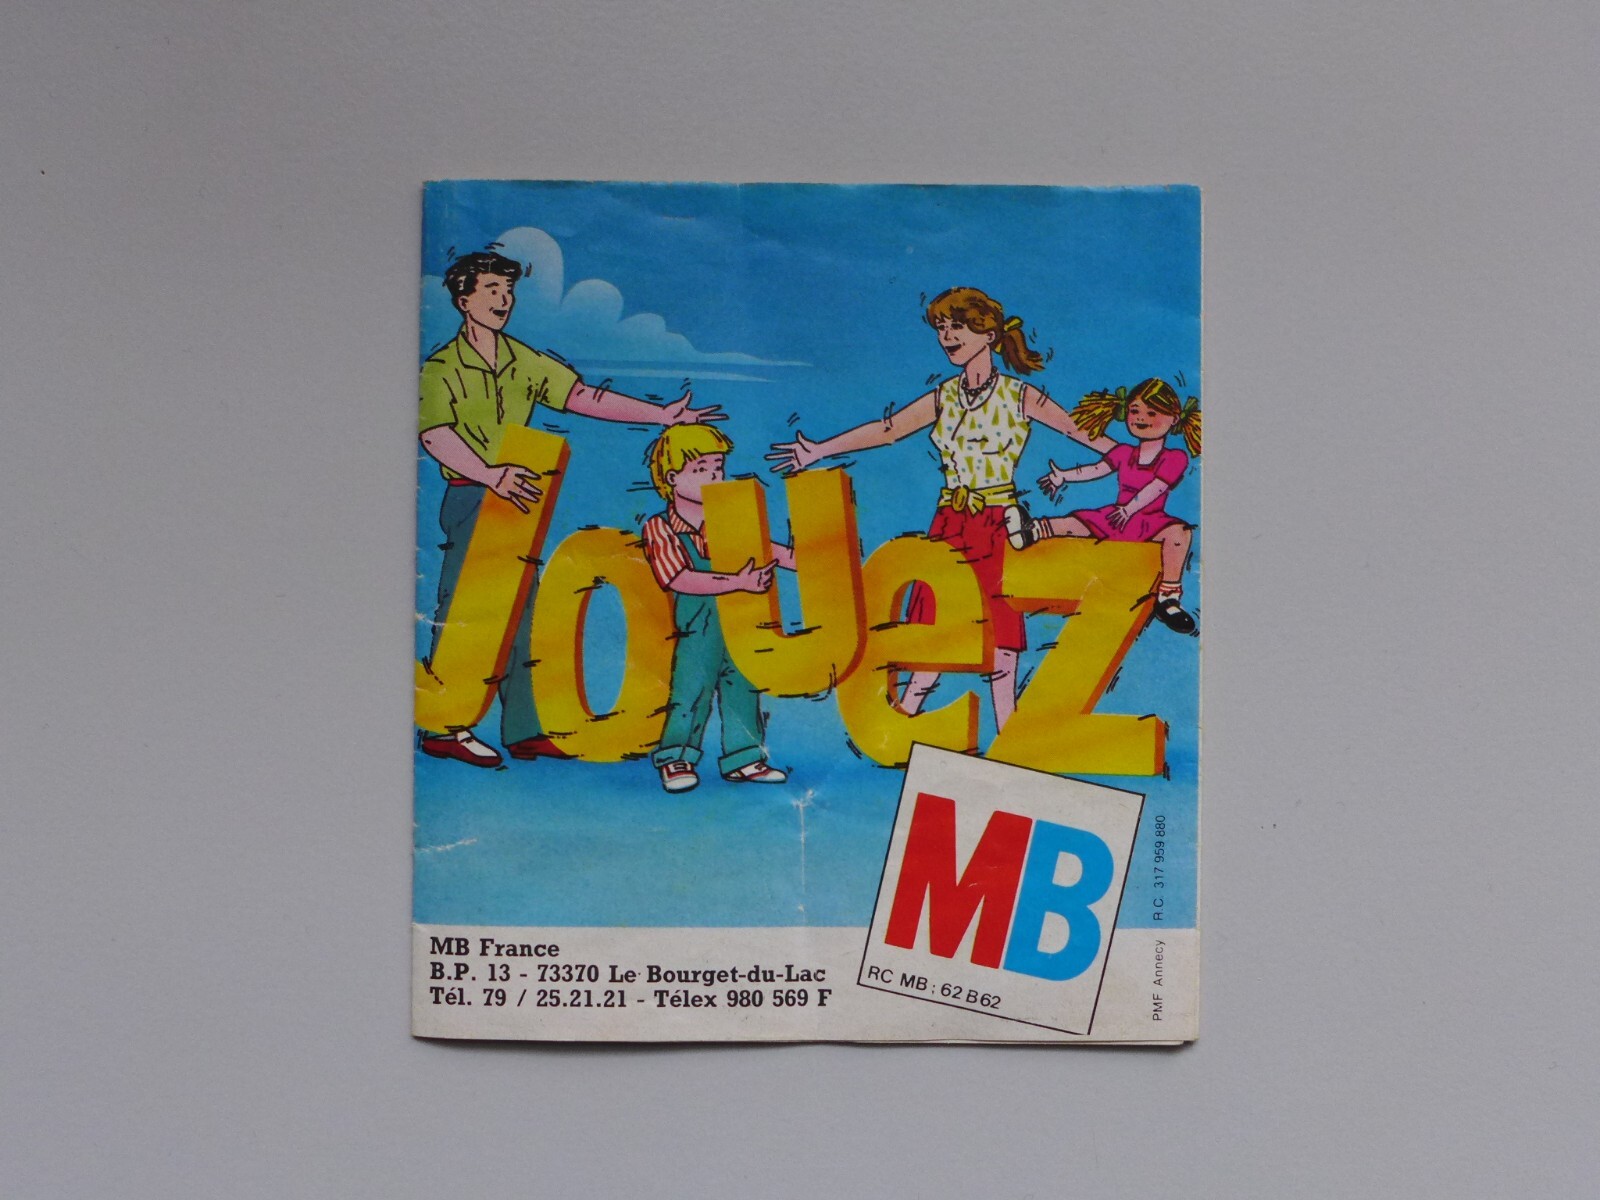 Jouez
MB
RC MB : 62 B 62
MB France
B.P. 13 - 73370 Le Bourget-du-Lac
Tél. 79 / 25.21.21 - Télex 980 569 F
PMF Annecy R.C. 317 959 880